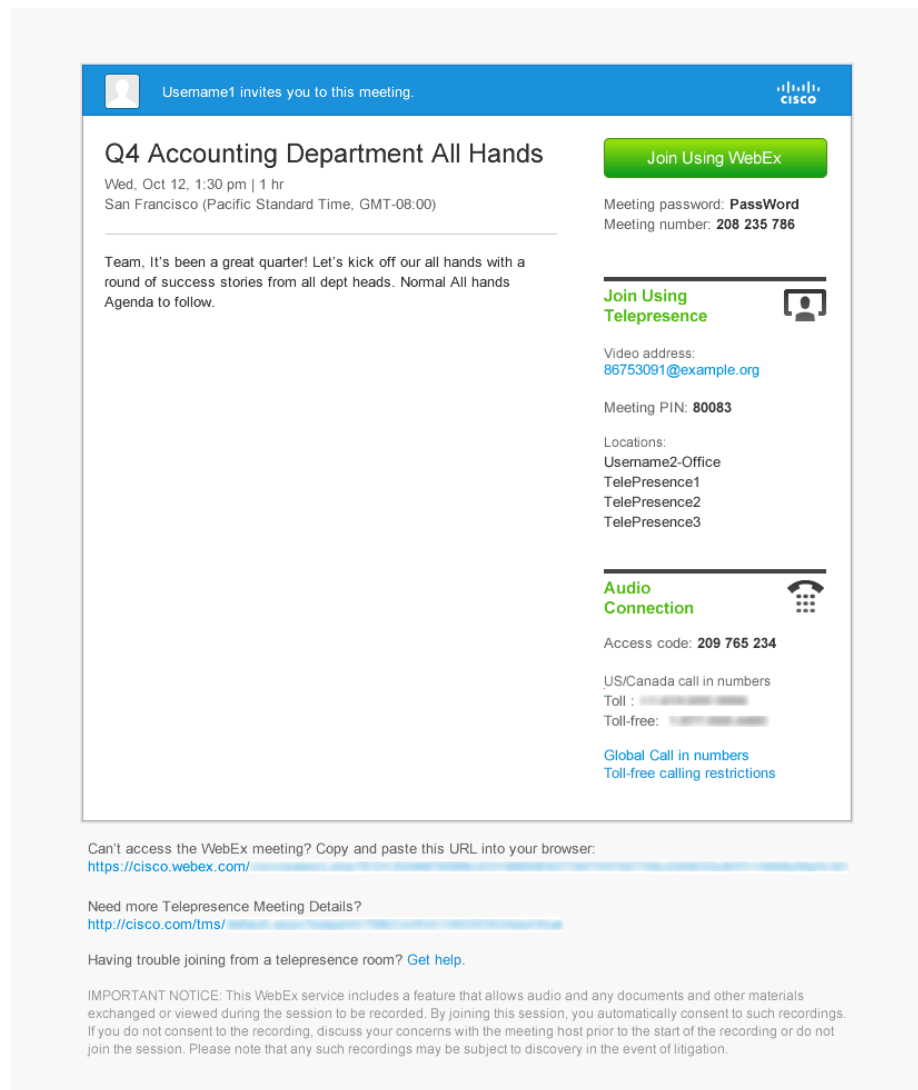 Username1 invites you to this meeting.
CISCO
Q4 Accounting Department All Hands
Wed, Oct 12, 1:30 pm | 1 hr
San Francisco (Pacific Standard Time, GMT-08:00)
Team, It's been a great quarter! Let's kick off our all hands with a
round of success stories from all dept heads. Normal All hands
Agenda to follow.
Join Using WebEx
Meeting password: PassWord
Meeting number: 208 235 786
Join Using
Telepresence
Video address:
86753091@example.org
Meeting PIN: 80083
Locations:
Username2-Office
TelePresence1
TelePresence2
TelePresence3
Audio
Connection
Access code: 209 765 234
US/Canada call in numbers
Toll :
Toll-free:
Global Call in numbers
Toll-free calling restrictions
Can't access the WebEx meeting? Copy and paste this URL into your browser:
https://cisco.webex.com/
Need more Telepresence Meeting Details?
http://cisco.com/tms/
Having trouble joining from a telepresence room? Get help.
IMPORTANT NOTICE: This WebEx service includes a feature that allows audio and any documents and other materials
exchanged or viewed during the session to be recorded. By joining this session, you automatically consent to such recordings.
If you do not consent to the recording, discuss your concerns with the meeting host prior to the start of the recording or do not
join the session. Please note that any such recordings may be subject to discovery in the event of litigation.